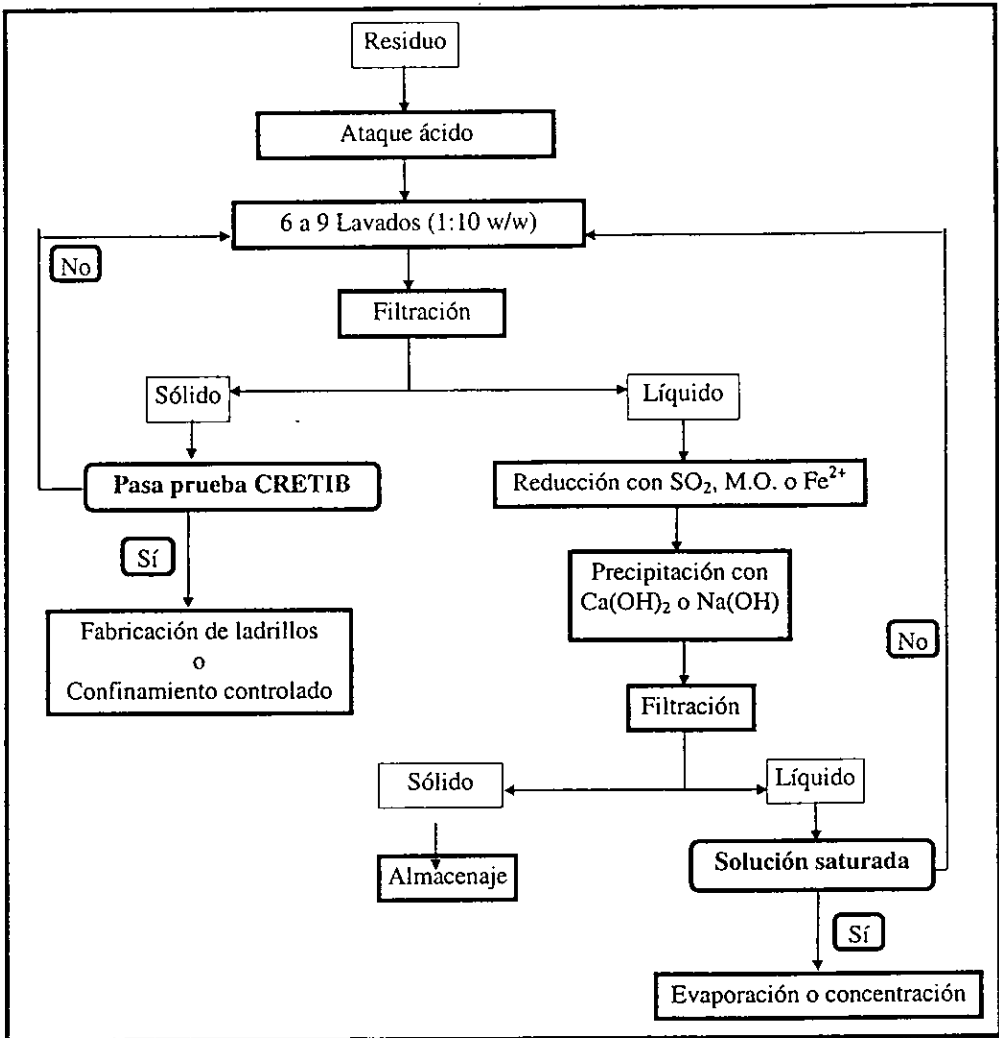 Residuo
Ataque ácido
6 a 9 Lavados (1:10 w/w)
No
Filtración
Sólido
Líquido
Pasa prueba CRETIB
Reducción con SO₂, M.O. o Fe²⁺
Sí
Precipitación con
Ca(OH)₂ o Na(OH)
Fabricación de ladrillos
o
Confinamiento controlado
No
Filtración
Sólido
Líquido
Almacenaje
Solución saturada
Sí
Evaporación o concentración